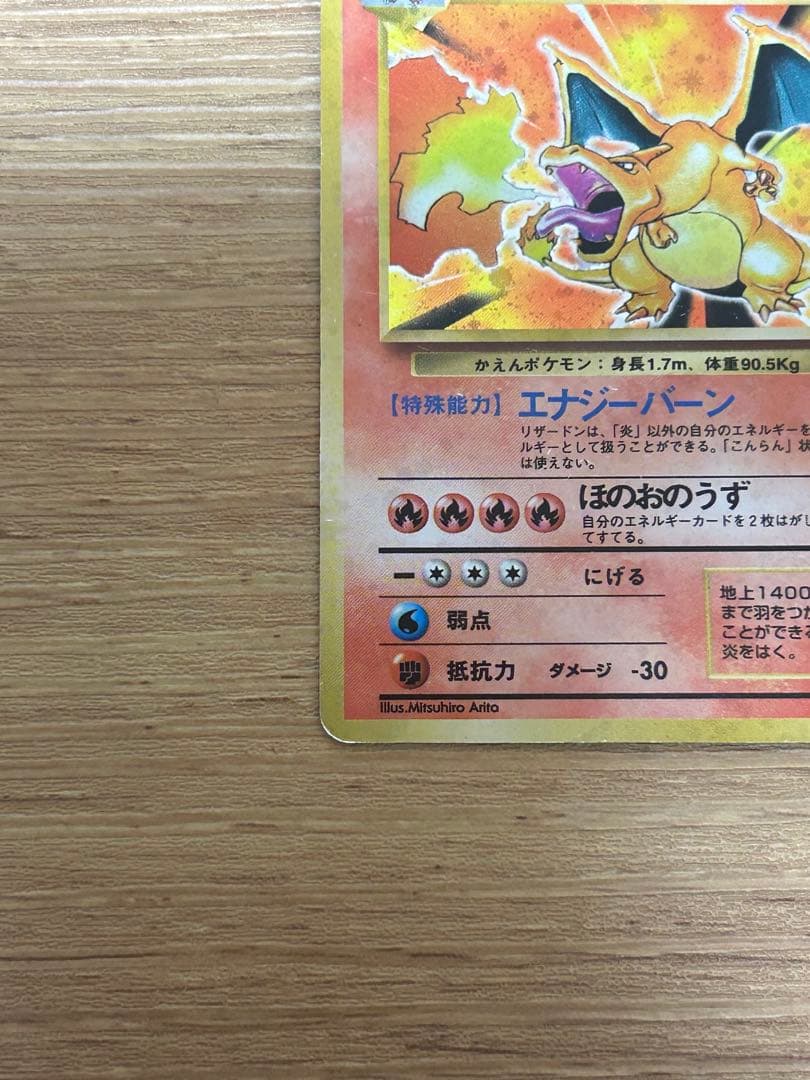 かえんポケモン：身長1.7m、体重90.5Kg
【特殊能力】 エナジーバーン
リザードンは、「炎」以外の自分のエネルギーを
ルギーとして扱うことができる。「こんらん」状
は使えない。
ほのおのうず
自分のエネルギーカードを２枚はがし
てすてる。
にげる
弱点
抵抗力 ダメージ -30
地上1400
まで羽をつか
ことができる
炎をはく。
Illus.Mitsuhiro Arita